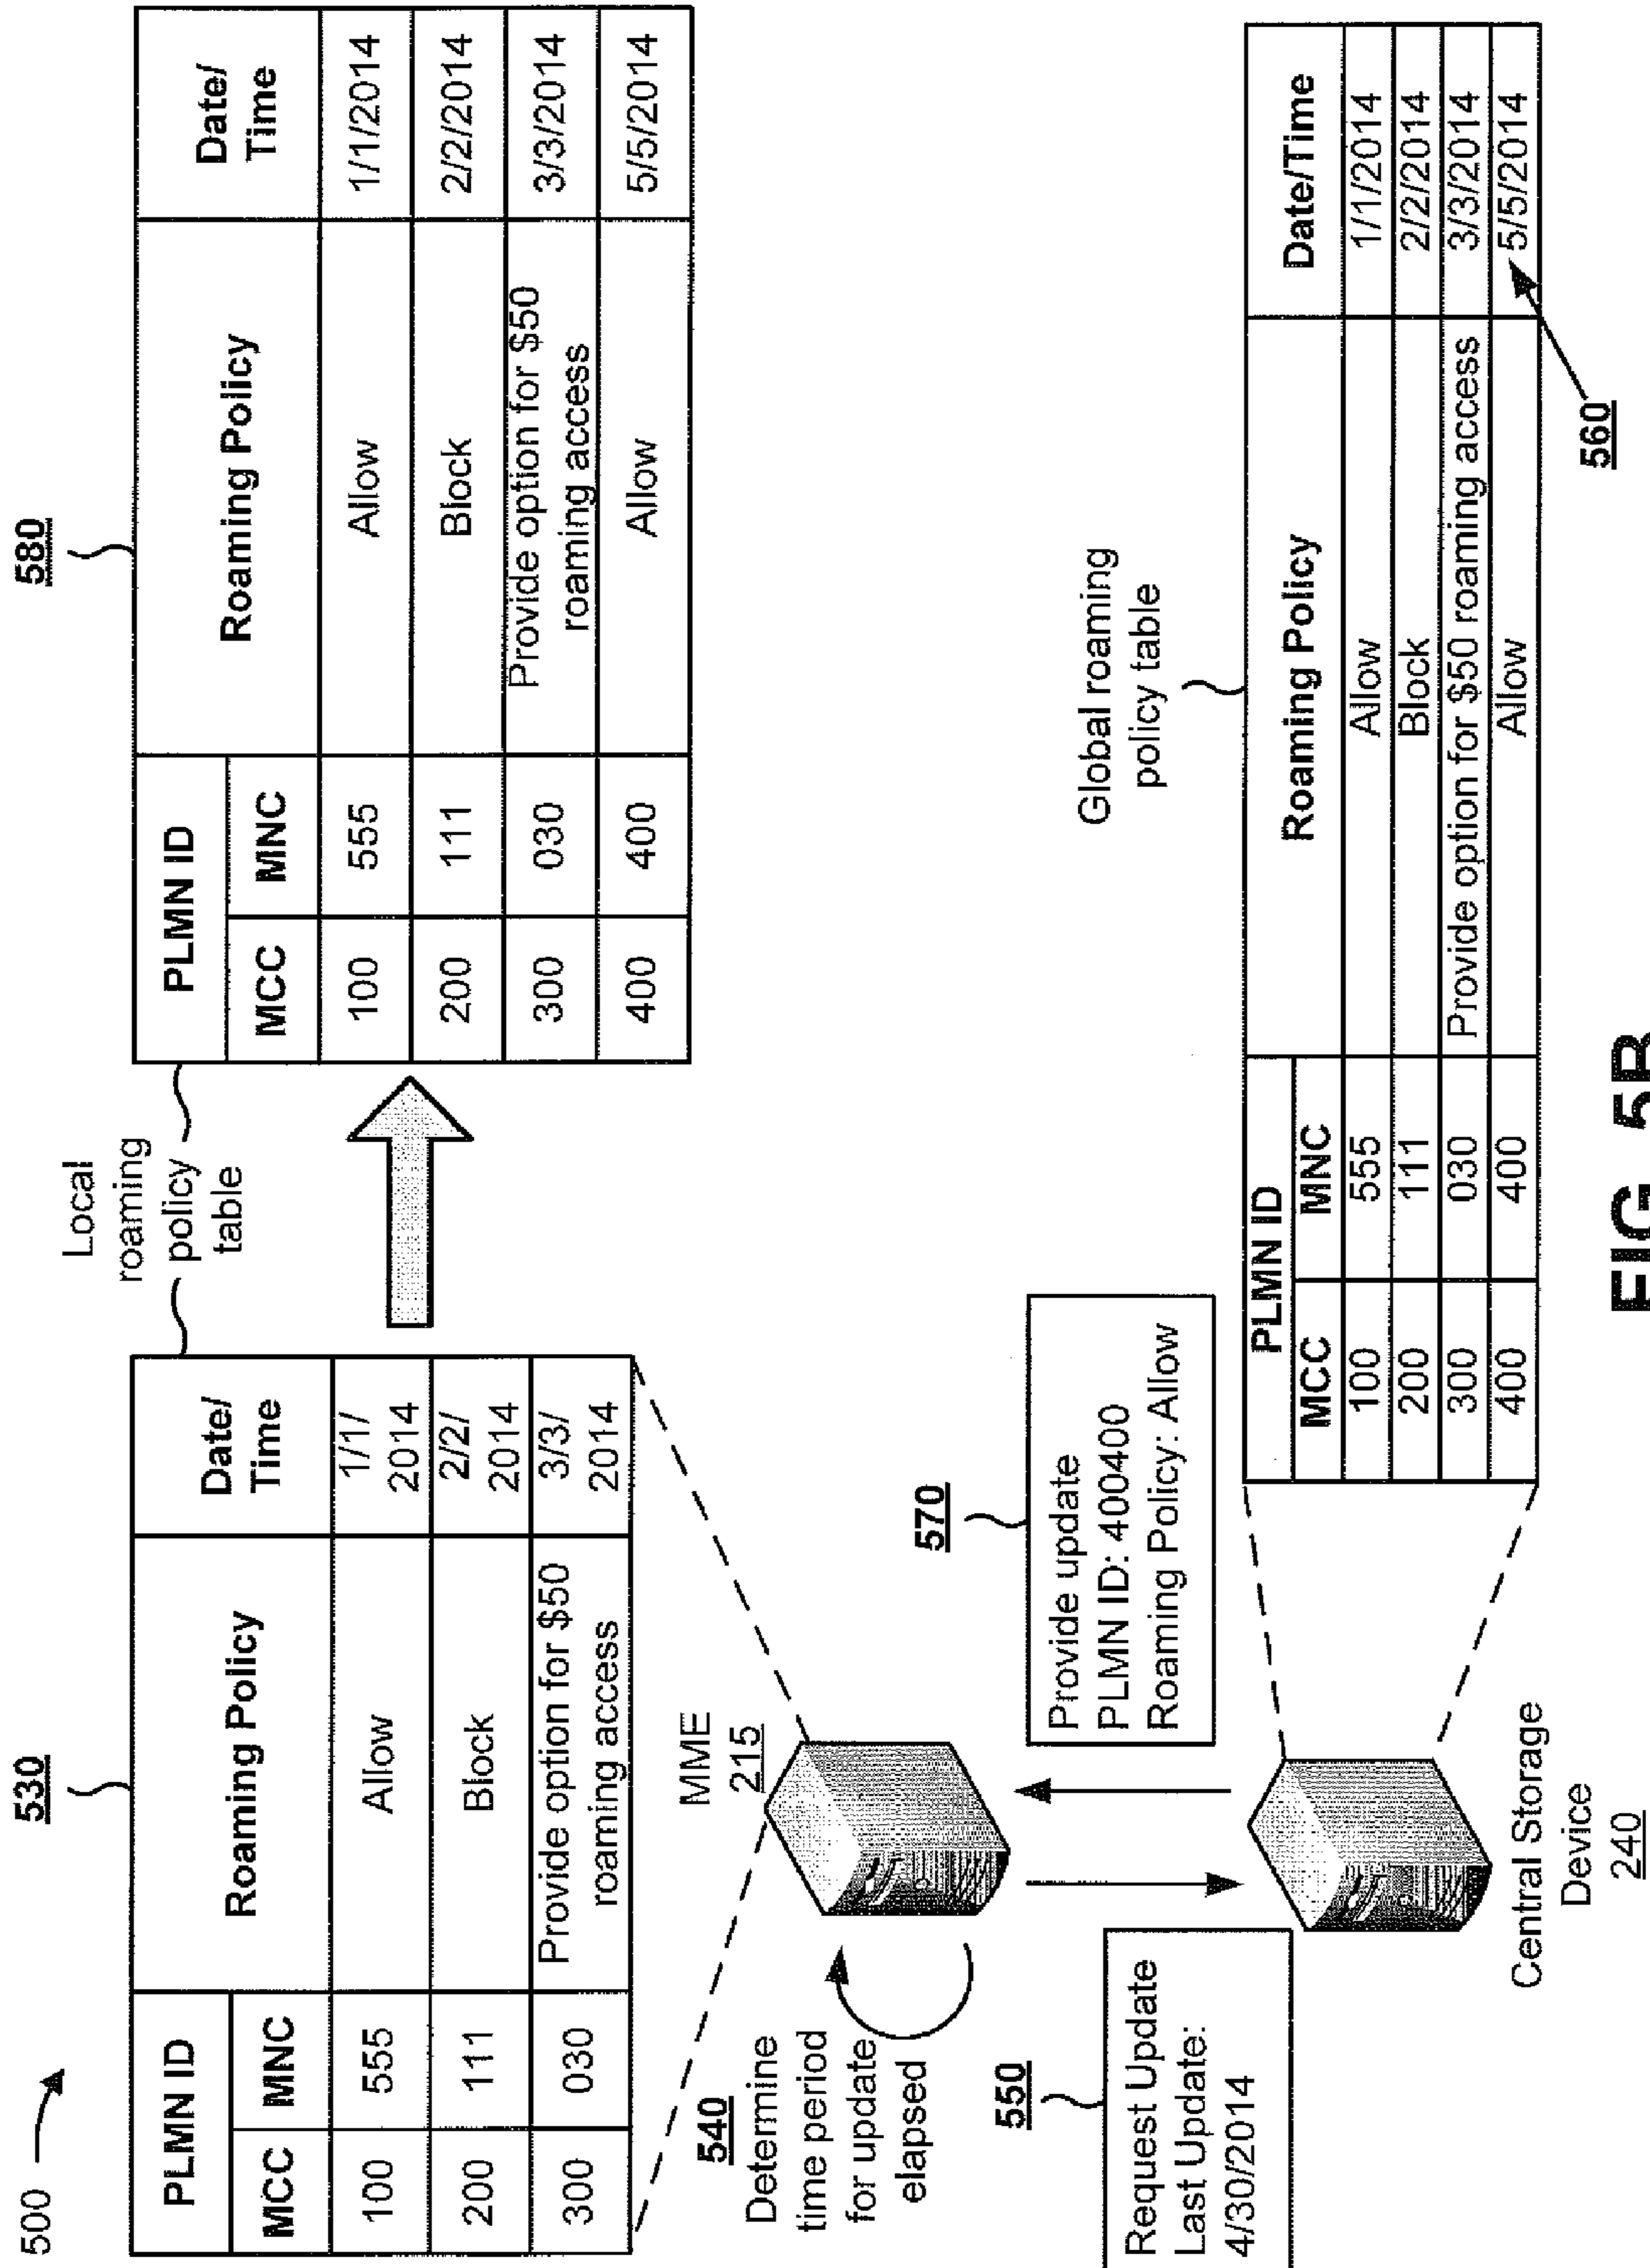 500
530
PLMN ID Roaming Policy Date/ Time
MCC MNC
100 555 Allow 1/1/ 2014
200 111 Block 2/2/ 2014
300 030 Provide option for $50 roaming access 3/3/ 2014
Local
roaming
policy
table
580
PLMN ID Roaming Policy Date/ Time
MCC MNC
100 555 Allow 1/1/2014
200 111 Block 2/2/2014
300 030 Provide option for $50 roaming access 3/3/2014
400 400 Allow 5/5/2014
540
Determine
time period
for update
elapsed
MME
215
550
Request Update
Last Update:
4/30/2014
570
Provide update
PLMN ID: 400400
Roaming Policy: Allow
Central Storage
Device
240
Global roaming
policy table
PLMN ID Roaming Policy Date/Time
MCC MNC
100 555 Allow 1/1/2014
200 111 Block 2/2/2014
300 030 Provide option for $50 roaming access 3/3/2014
400 400 Allow 5/5/2014
560
FIG. 5B